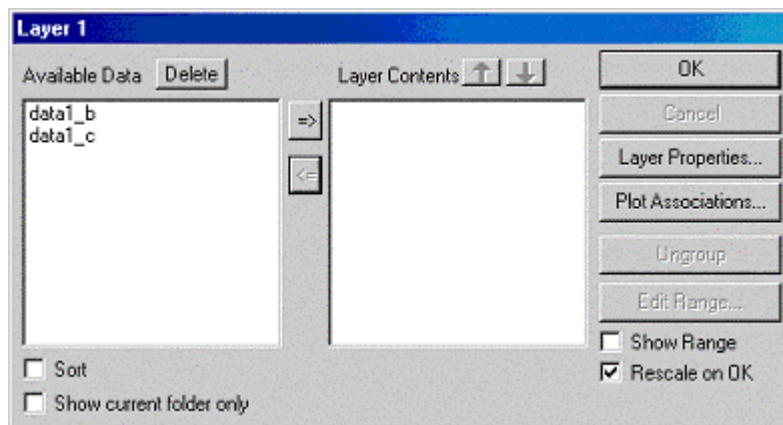 Layer 1
Available Data Delete
data1_b
data1_c
=>
<=
Layer Contents
OK
Cancel
Layer Properties...
Plot Associations...
Ungroup
Edit Range...
Show Range
Rescale on OK
Sort
Show current folder only